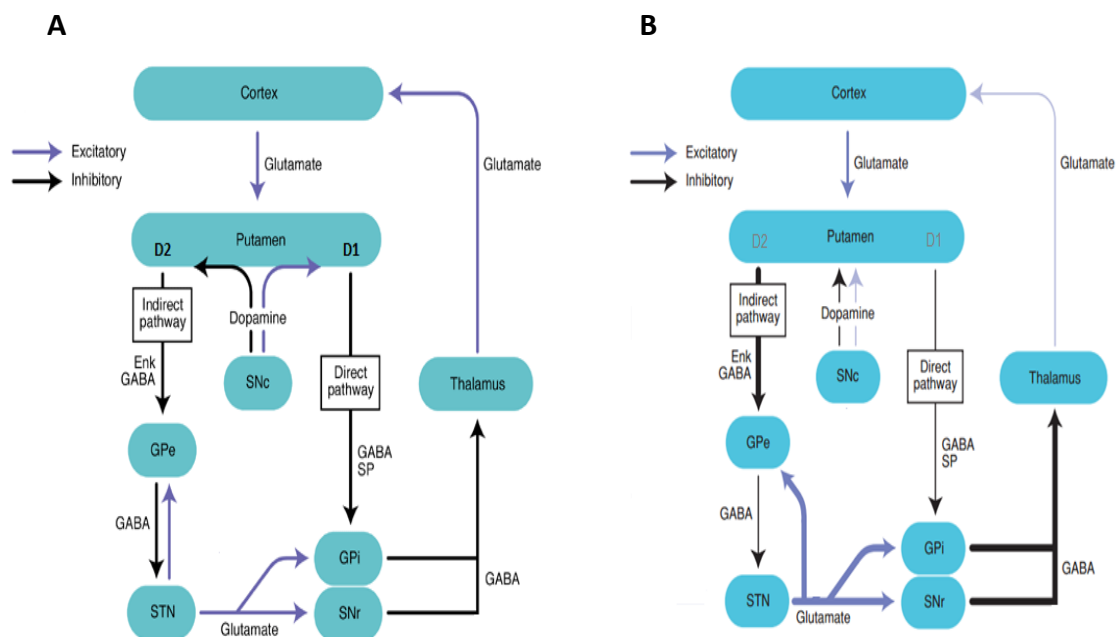 A
Cortex
Excitatory
Inhibitory
Glutamate
Glutamate
Putamen
D2
D1
Indirect
pathway
Dopamine
Enk
GABA
SNc
Direct
pathway
Thalamus
GPe
GABA
SP
GABA
GPi
GABA
STN
SNr
Glutamate
B
Cortex
Excitatory
Inhibitory
Glutamate
Glutamate
D2
Putamen
D1
Indirect
pathway
Dopamine
Enk
GABA
SNc
Direct
pathway
Thalamus
GPe
GABA
SP
GABA
GPi
GABA
STN
SNr
Glutamate